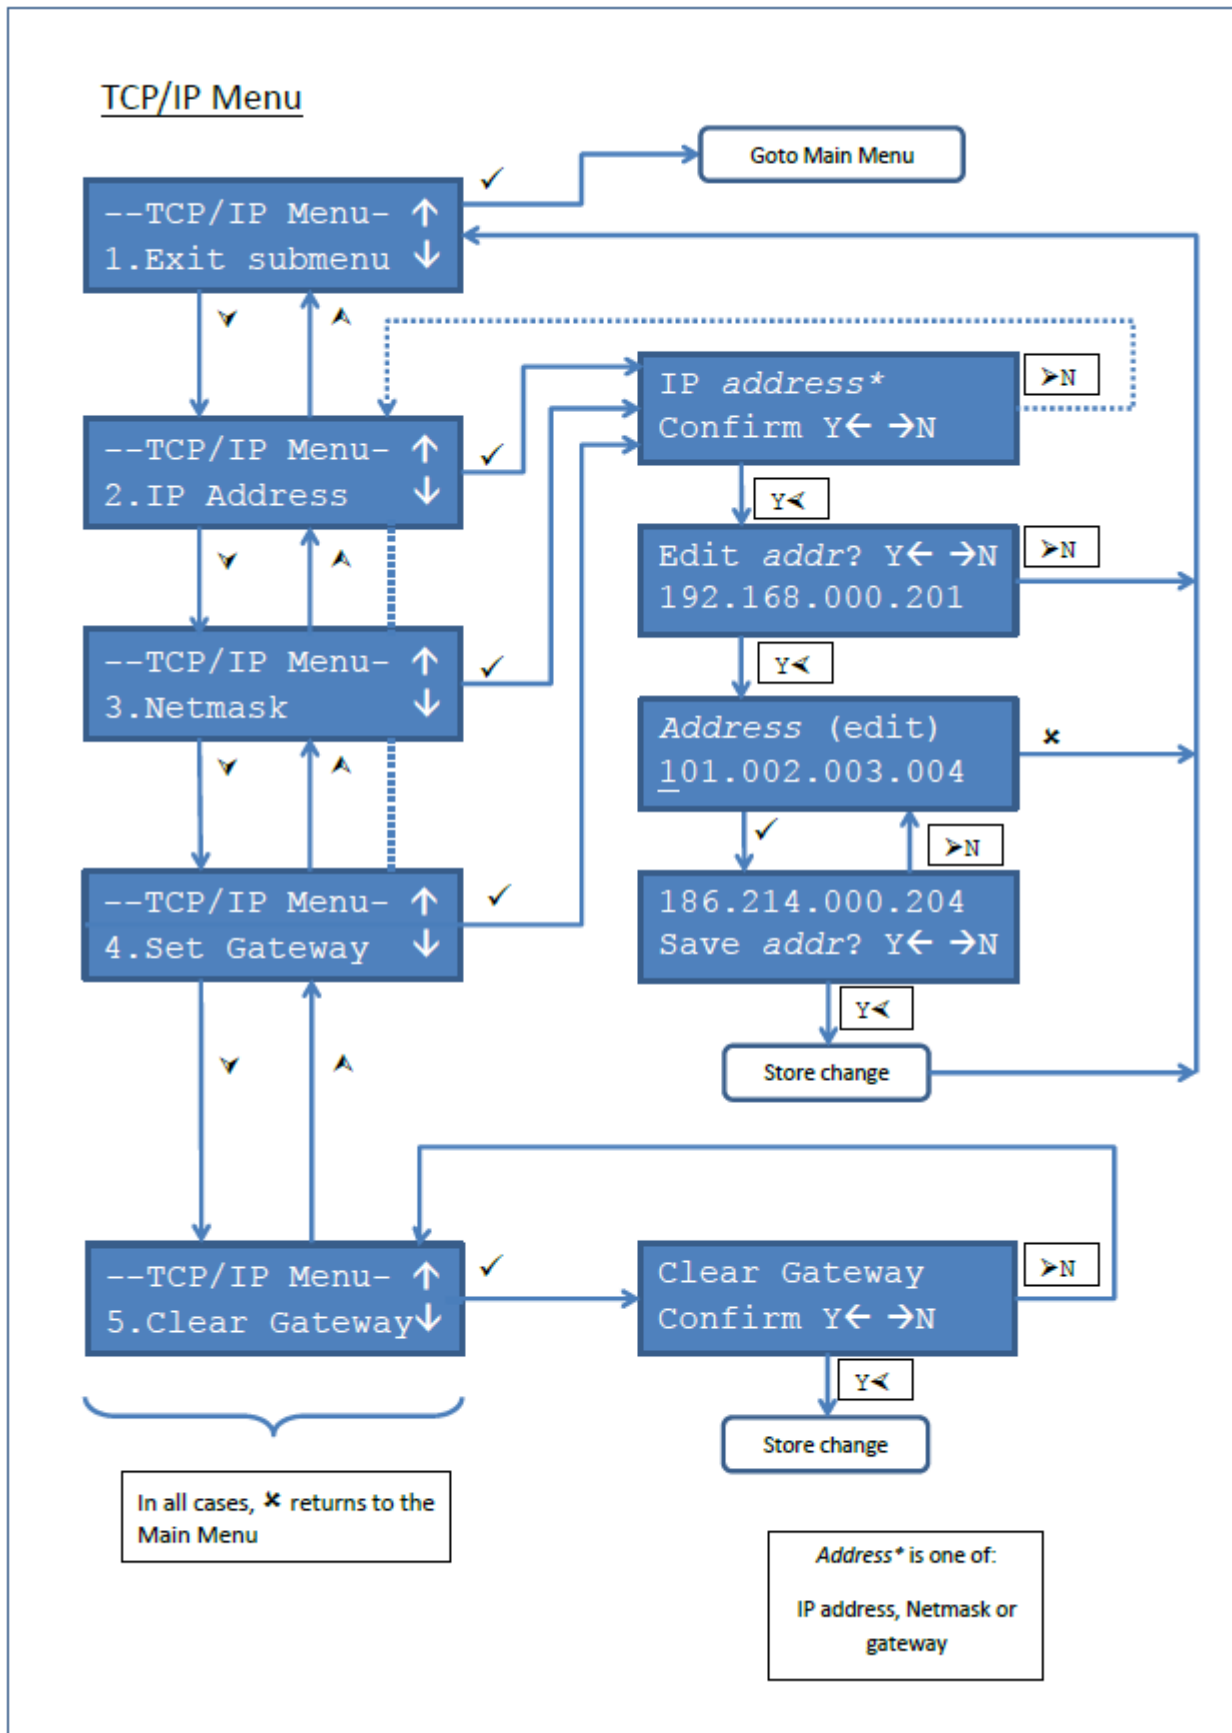 TCP/IP Menu
Goto Main Menu
✓
--TCP/IP Menu- ↑
1.Exit submenu ↓
⮟ ⮝
IP address*
Confirm Y← →N
➤N
--TCP/IP Menu- ↑
2.IP Address ↓
✓
Y⮜
⮟ ⮝
Edit addr? Y← →N
192.168.000.201
➤N
--TCP/IP Menu- ↑
3.Netmask ↓
✓
Y⮜
Address (edit)
101.002.003.004
×
⮟ ⮝
✓
➤N
--TCP/IP Menu- ↑
4.Set Gateway ↓
✓
186.214.000.204
Save addr? Y← →N
Y⮜
⮟ ⮝
Store change
--TCP/IP Menu- ↑
5.Clear Gateway↓
✓
Clear Gateway
Confirm Y← →N
➤N
Y⮜
Store change
In all cases, × returns to the
Main Menu
Address* is one of:
IP address, Netmask or
gateway